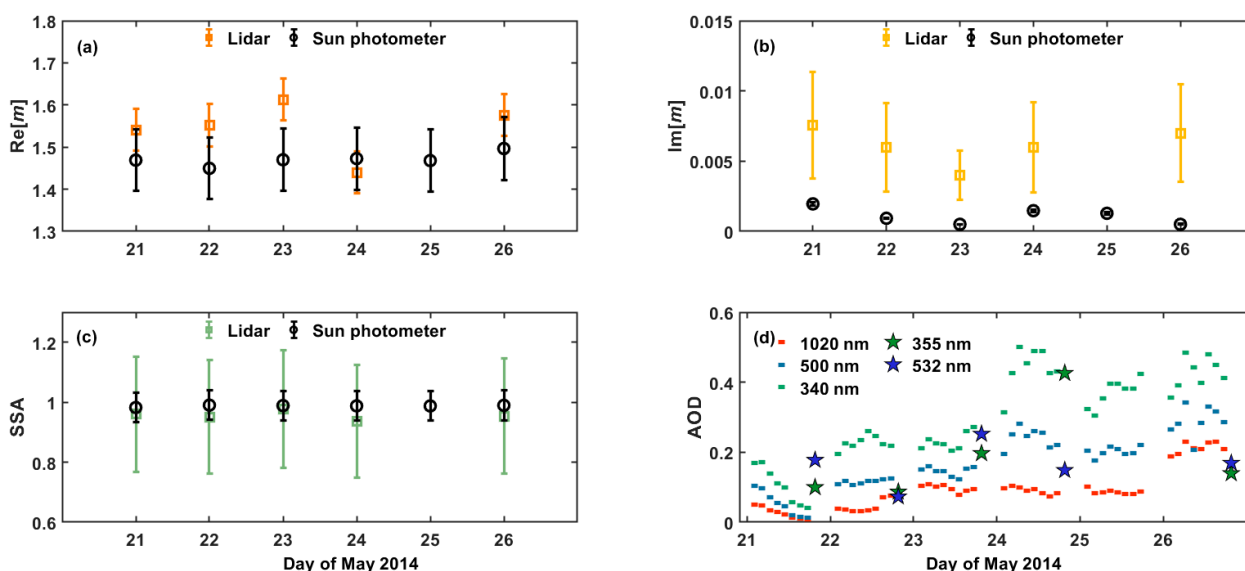 (a)
Lidar Sun photometer
Re[m]
1.8
1.7
1.6
1.5
1.4
1.3
21 22 23 24 25 26
(b)
Lidar Sun photometer
Im[m]
0.015
0.01
0.005
0
21 22 23 24 25 26
(c)
Lidar Sun photometer
SSA
1.2
1
0.8
0.6
21 22 23 24 25 26
Day of May 2014
(d)
1020 nm 355 nm
500 nm 532 nm
340 nm
AOD
0.6
0.4
0.2
0
21 22 23 24 25 26
Day of May 2014